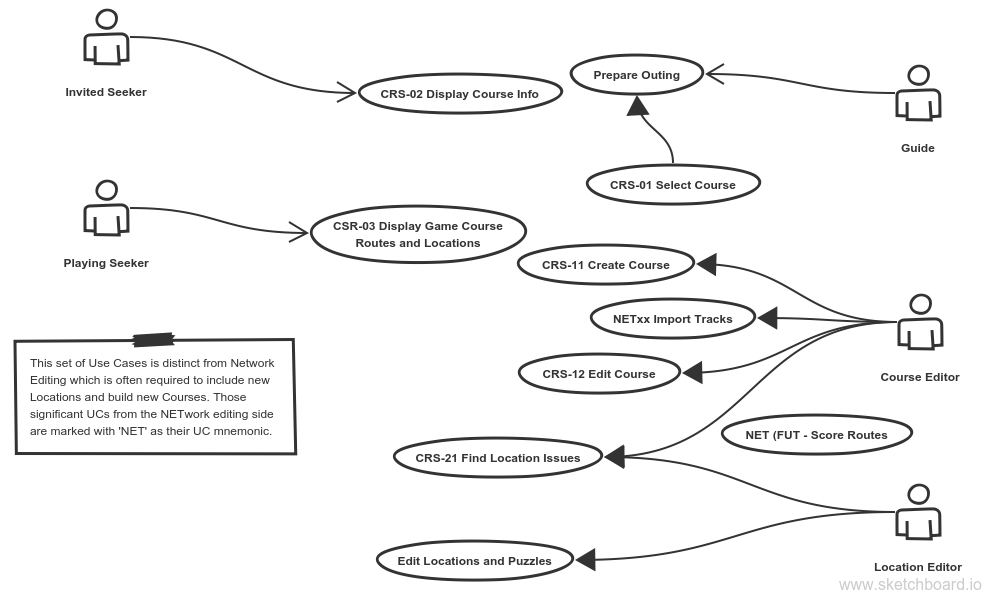 Invited Seeker
CRS-02 Display Course Info
Prepare Outing
Guide
CRS-01 Select Course
Playing Seeker
CSR-03 Display Game Course
Routes and Locations
CRS-11 Create Course
NETxx Import Tracks
CRS-12 Edit Course
Course Editor
This set of Use Cases is distinct from Network
Editing which is often required to include new
Locations and build new Courses. Those
significant UCs from the NETwork editing side
are marked with 'NET' as their UC mnemonic.
NET (FUT - Score Routes
CRS-21 Find Location Issues
Edit Locations and Puzzles
Location Editor
www.sketchboard.io